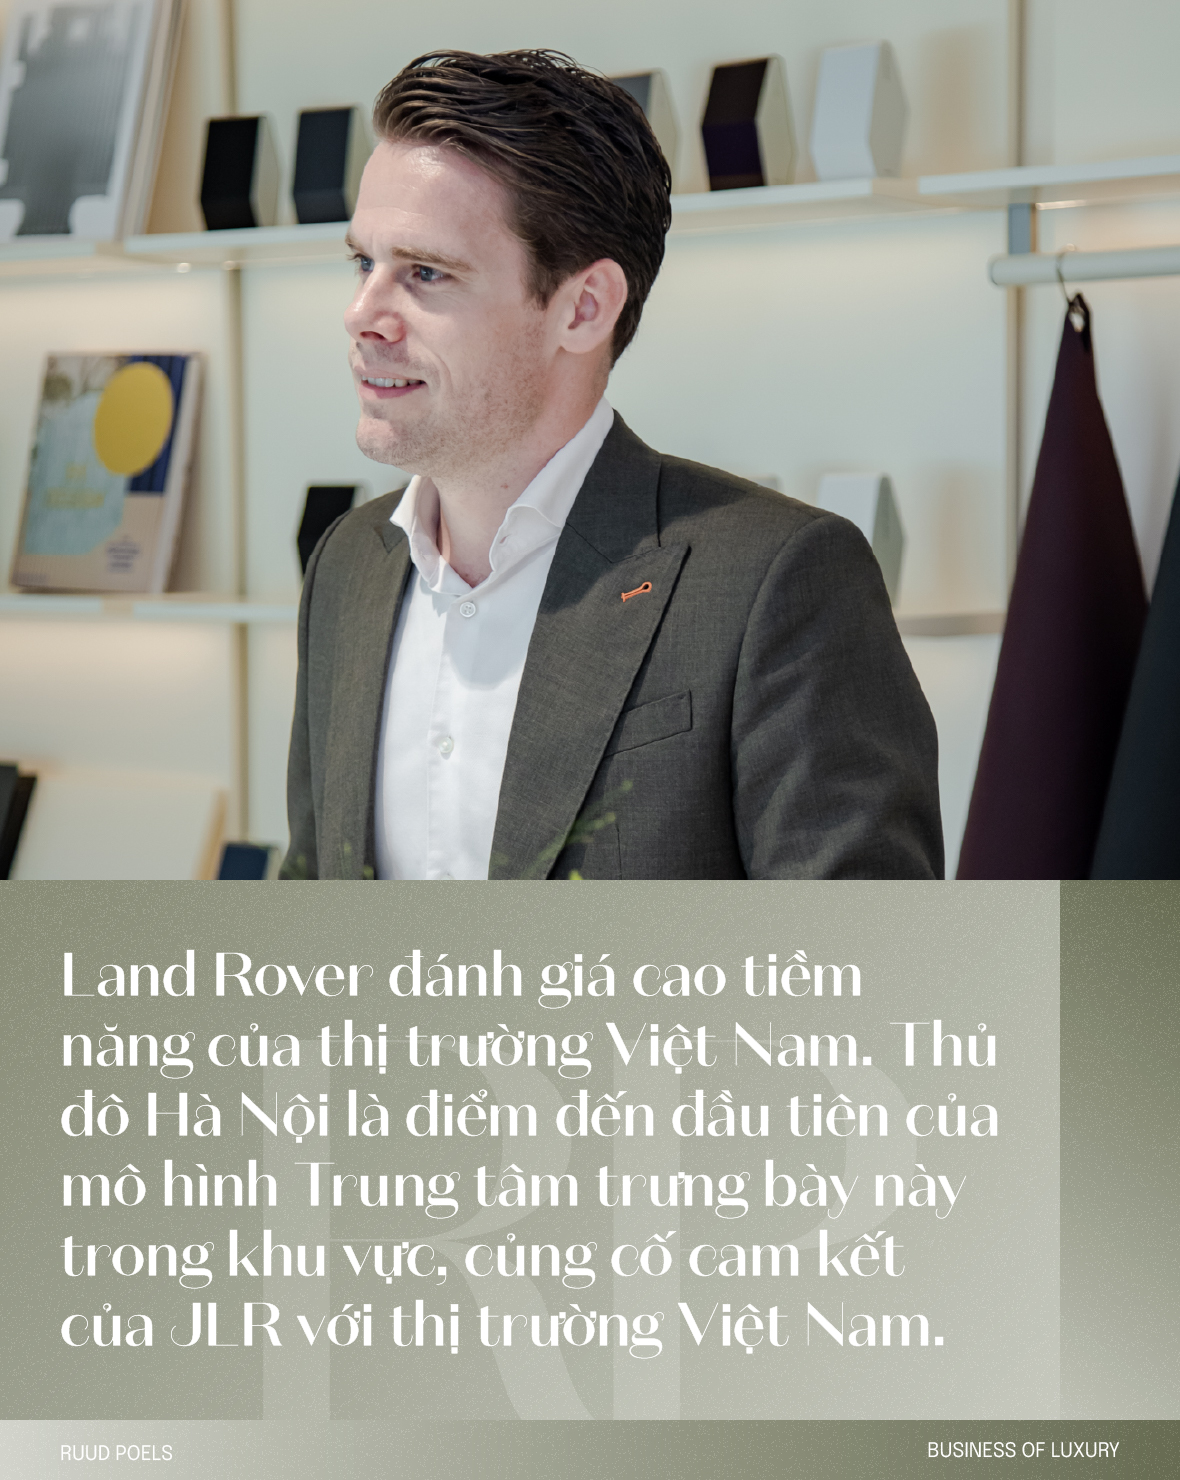 Land Rover đánh giá cao tiềm
năng của thị trường Việt Nam. Thủ
đô Hà Nội là điểm đến đầu tiên của
mô hình Trung tâm trưng bày này
trong khu vực, củng cố cam kết
của JLR với thị trường Việt Nam.
RP
RUUD POELS
BUSINESS OF LUXURY